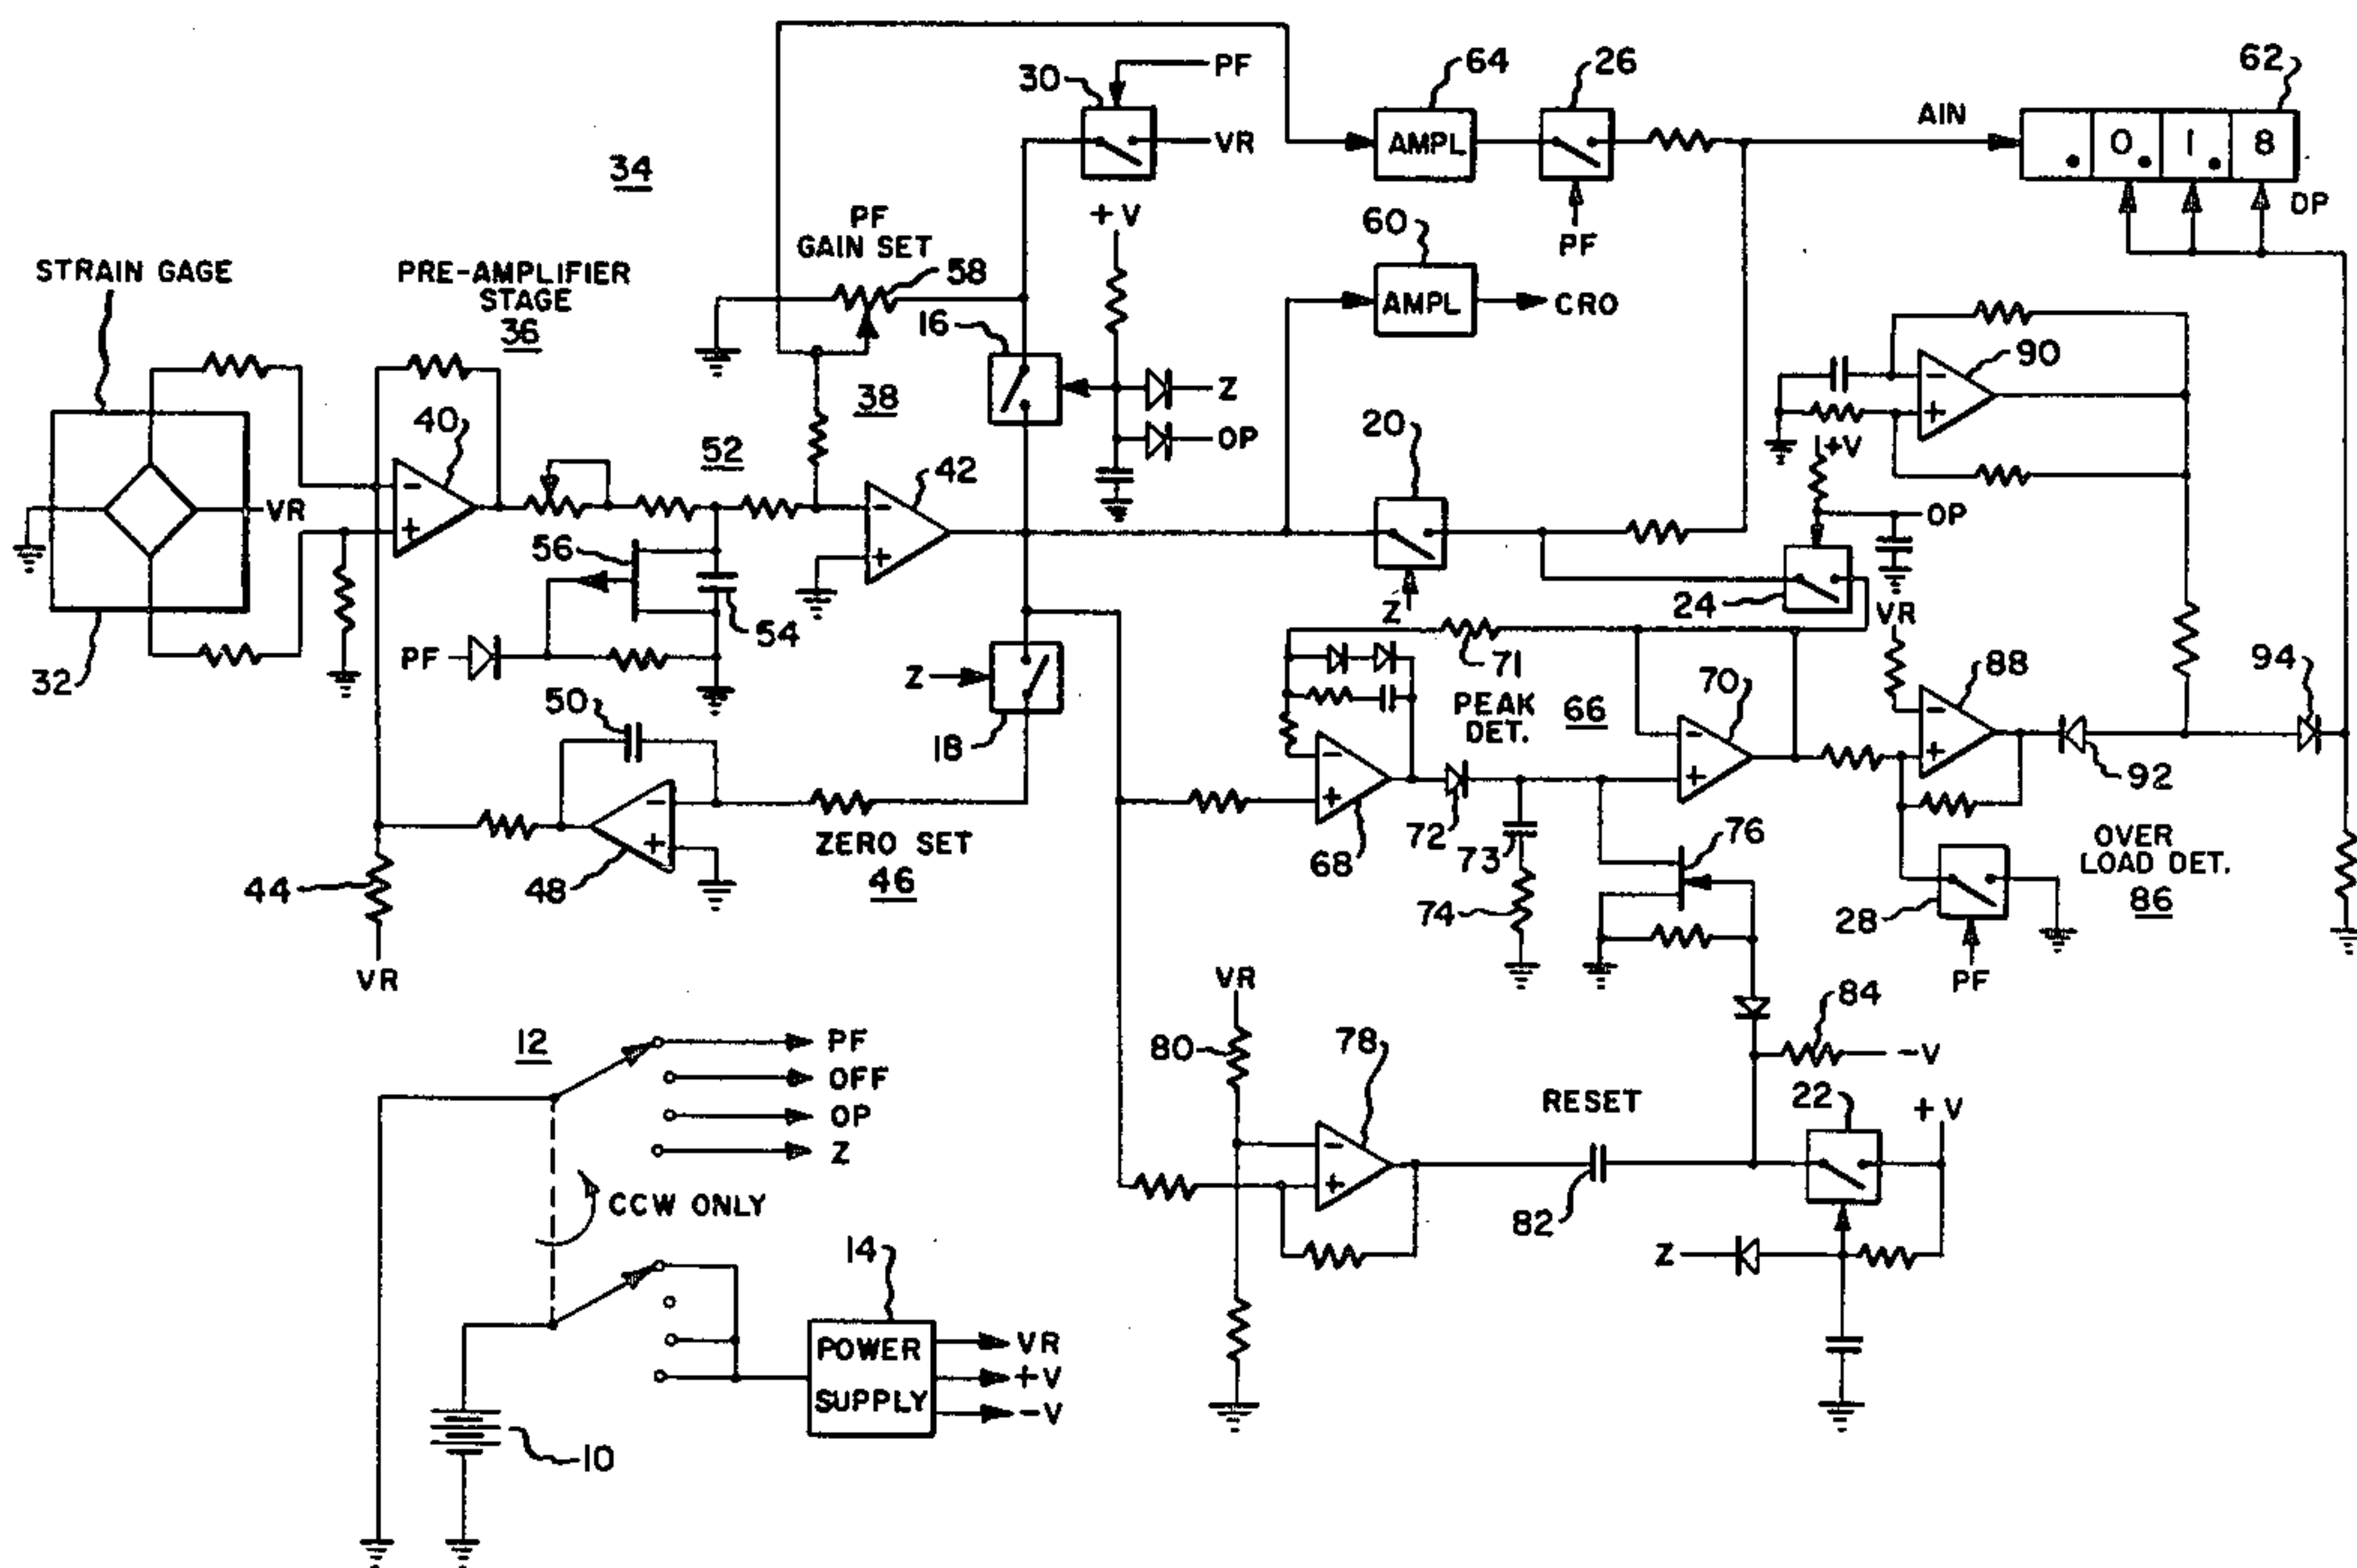 STRAIN GAGE
32
VR
34
PRE-AMPLIFIER
STAGE
36
40
PF
GAIN SET
58
38
52
42
56
54
PF
50
48
ZERO SET
46
44
VR
30
PF
VR
+V
16
Z
OP
Z
18
64
AMPL
26
PF
60
AMPL
CRO
AIN
62
. 0. 1. 8
DP
20
Z
90
+V
OP
24
VR
71
PEAK
DET.
66
70
68
72
73
74
76
88
92
94
OVER
LOAD DET.
86
28
PF
VR
80
78
RESET
82
84
-V
22
+V
Z
12
PF
OFF
OP
Z
CCW ONLY
14
POWER
SUPPLY
VR
+V
-V
10